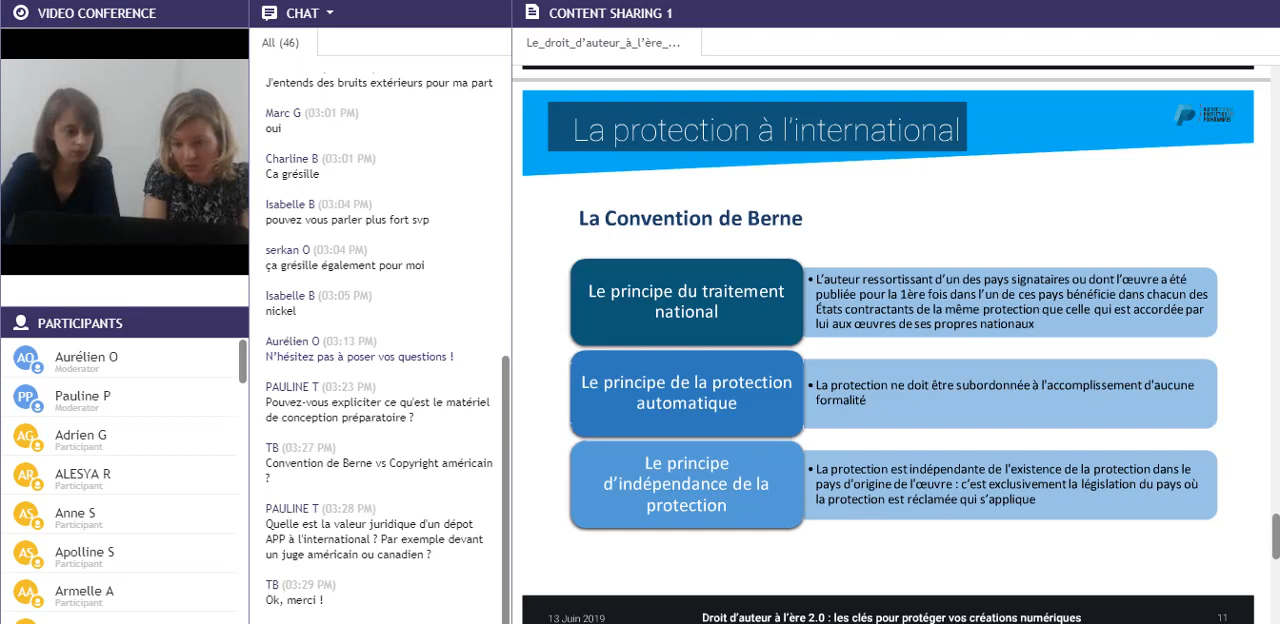 VIDEO CONFERENCE
CHAT
CONTENT SHARING 1
All (46)
Le_droit_d'auteur_à_l'ère_...
J'entends des bruits extérieurs pour ma part
Marc G (03:01 PM)
oui
Charline B (03:01 PM)
Ca grésille
Isabelle B (03:04 PM)
pouvez vous parler plus fort svp
serkan O (03:04 PM)
ça grésille également pour moi
Isabelle B (03:05 PM)
nickel
Aurélien O (03:13 PM)
N'hésitez pas à poser vos questions !
PAULINE T (03:23 PM)
Pouvez-vous expliciter ce qu'est le matériel
de conception préparatoire ?
TB (03:27 PM)
Convention de Berne vs Copyright américain
?
PAULINE T (03:28 PM)
Quelle est la valeur juridique d'un dépot
APP à l'international ? Par exemple devant
un juge américain ou canadien ?
TB (03:29 PM)
Ok, merci !
PARTICIPANTS
AO
Aurélien O
Moderator
PP
Pauline P
Moderator
AG
Adrien G
Participant
AR
ALESYA R
Participant
AS
Anne S
Participant
AS
Apolline S
Participant
AA
Armelle A
Participant
La protection à l'international
La Convention de Berne
Le principe du traitement
national
• L'auteur ressortissant d'un des pays signataires ou dont l'œuvre a été
publiée pour la 1ère fois dans l'un de ces pays bénéficie dans chacun des
États contractants de la même protection que celle qui est accordée par
lui aux œuvres de ses propres nationaux
Le principe de la protection
automatique
• La protection ne doit être subordonnée à l'accomplissement d'aucune
formalité
Le principe
d'indépendance de la
protection
• La protection est indépendante de l'existence de la protection dans le
pays d'origine de l'œuvre : c'est exclusivement la législation du pays où
la protection est réclamée qui s'applique
13 Juin 2019
Droit d'auteur à l'ère 2.0 : les clés pour protéger vos créations numériques
11